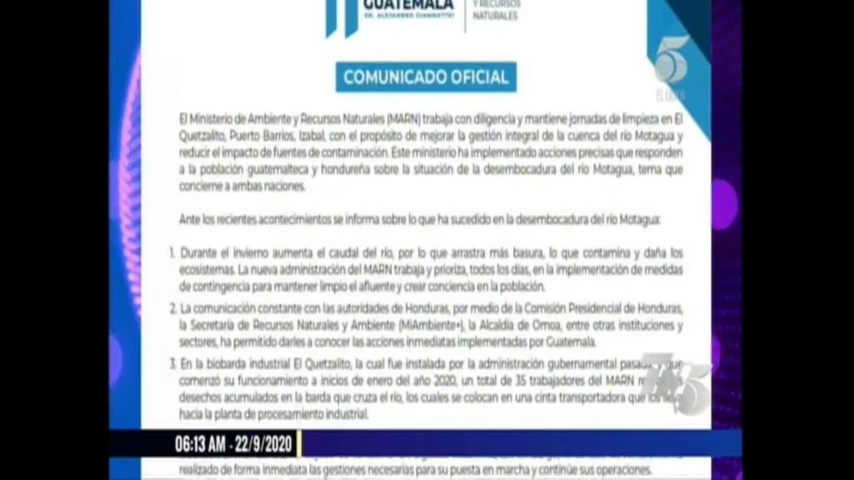 GUATEMALA
DR. ALEJANDRO GIAMMATTEI
Y RECURSOS
NATURALES
5
COMUNICADO OFICIAL
El Ministerio de Ambiente y Recursos Naturales (MARN) trabaja con diligencia y mantiene jornadas de limpieza en El
Quetzalito, Puerto Barrios, Izabal, con el propósito de mejorar la gestión integral de la cuenca del río Motagua y
reducir el impacto de fuentes de contaminación. Este ministerio ha implementado acciones precisas que responden
a la población guatemalteca y hondureña sobre la situación de la desembocadura del río Motagua, tema que
concierne a ambas naciones.
Ante los recientes acontecimientos se informa sobre lo que ha sucedido en la desembocadura del río Motagua:
1. Durante el invierno aumenta el caudal del río, por lo que arrastra más basura, lo que contamina y daña los
ecosistemas. La nueva administración del MARN trabaja y prioriza, todos los días, en la implementación de medidas
de contingencia para mantener limpio el afluente y crear conciencia en la población.
2. La comunicación constante con las autoridades de Honduras, por medio de la Comisión Presidencial de Honduras,
la Secretaría de Recursos Naturales y Ambiente (MiAmbiente+), la Alcaldía de Omoa, entre otras instituciones y
sectores, ha permitido darles a conocer las acciones inmediatas implementadas por Guatemala.
3. En la biobarda industrial El Quetzalito, la cual fue instalada por la administración gubernamental
comenzó su funcionamiento a inicios de enero del año 2020, un total de 35 trabajadores del MARN
desechos acumulados en la barda que cruza el río, los cuales se colocan en una cinta transportadora que
hacia la planta de procesamiento industrial.
06:13 AM - 22/9/2020
realizado de forma inmediata las gestiones necesarias para su puesta en marcha y continúe sus operaciones.